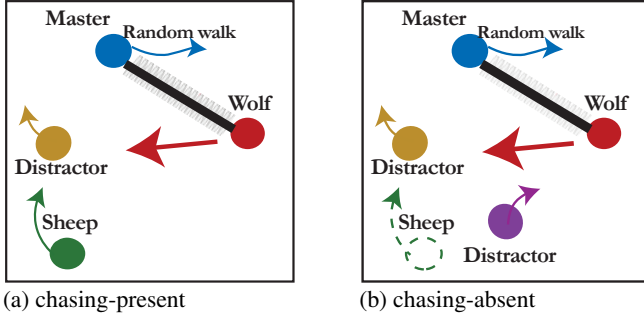 Master
Random walk
Wolf
Distractor
Sheep
(a) chasing-present
Master
Random walk
Wolf
Distractor
Sheep
Distractor
(b) chasing-absent